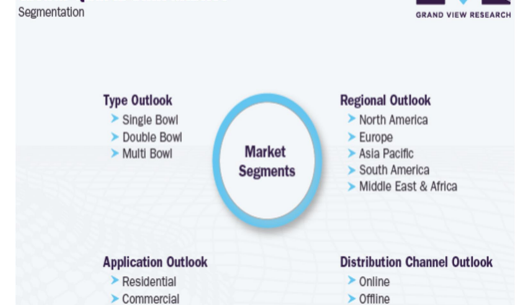 Segmentation
GRAND VIEW RESEARCH
Type Outlook
Single Bowl
Double Bowl
Multi Bowl
Market
Segments
Regional Outlook
North America
Europe
Asia Pacific
South America
Middle East & Africa
Application Outlook
Residential
Commercial
Distribution Channel Outlook
Online
Offline